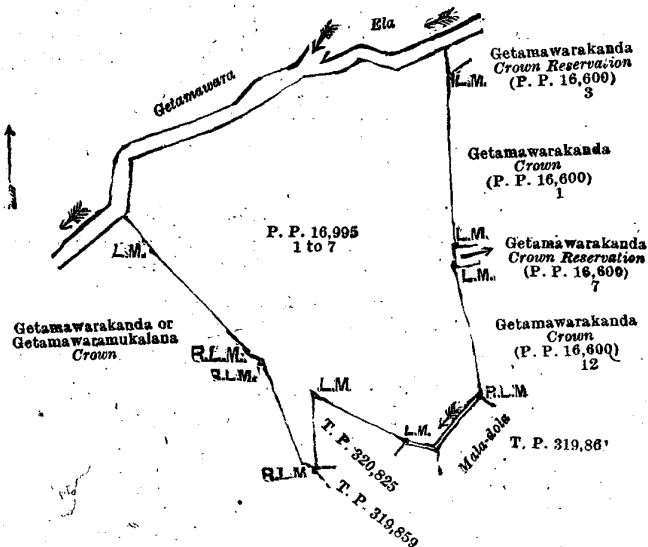 Ela
Getamawara
Getamawarakanda
Crown Reservation
(P. P. 16,600)
3
L.M.
Getamawarakanda
Crown
(P. P. 16,600)
1
P. P. 16,995
1 to 7
L.M.
L.M.
Getamawarakanda
Crown Reservation
(P. P. 16,600)
7
L.M.
Getamawarakanda or
Getamawaramukalana
Crown
Getamawarakanda
Crown
(P. P. 16,600)
12
R.L.M.
R.L.M.
L.M.
R.L.M
L.M.
Mala-dola
T. P. 319,861
T. P. 320,825
R.L.M
T. P. 319,859